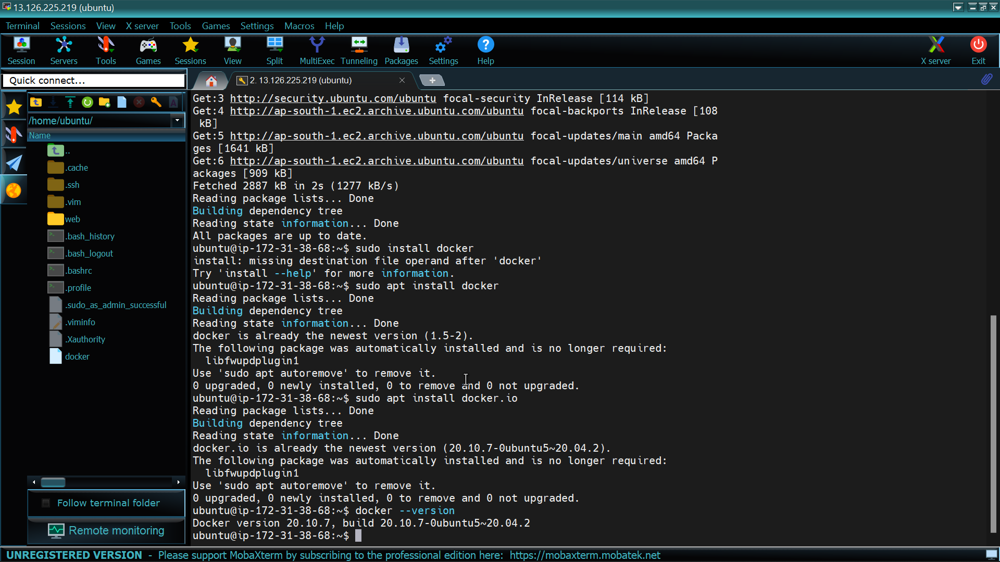 13.126.225.219 (ubuntu)
Terminal Sessions View X server Tools Games Settings Macros Help
Session Servers Tools Games Sessions View Split MultiExec Tunneling Packages Settings Help X server Exit
Quick connect...
2. 13.126.225.219 (ubuntu)
/home/ubuntu/
Name
..
.cache
.ssh
.vim
web
.bash_history
.bash_logout
.bashrc
.profile
.sudo_as_admin_successful
.viminfo
.Xauthority
docker
Follow terminal folder
Remote monitoring
Get:3 http://security.ubuntu.com/ubuntu focal-security InRelease [114 kB]
Get:4 http://ap-south-1.ec2.archive.ubuntu.com/ubuntu focal-backports InRelease [108
kB]
Get:5 http://ap-south-1.ec2.archive.ubuntu.com/ubuntu focal-updates/main amd64 Packa
ges [1641 kB]
Get:6 http://ap-south-1.ec2.archive.ubuntu.com/ubuntu focal-updates/universe amd64 P
ackages [909 kB]
Fetched 2887 kB in 2s (1277 kB/s)
Reading package lists... Done
Building dependency tree
Reading state information... Done
All packages are up to date.
ubuntu@ip-172-31-38-68:~$ sudo install docker
install: missing destination file operand after 'docker'
Try 'install --help' for more information.
ubuntu@ip-172-31-38-68:~$ sudo apt install docker
Reading package lists... Done
Building dependency tree
Reading state information... Done
docker is already the newest version (1.5-2).
The following package was automatically installed and is no longer required:
libfwupdplugin1
Use 'sudo apt autoremove' to remove it.
0 upgraded, 0 newly installed, 0 to remove and 0 not upgraded.
ubuntu@ip-172-31-38-68:~$ sudo apt install docker.io
Reading package lists... Done
Building dependency tree
Reading state information... Done
docker.io is already the newest version (20.10.7-0ubuntu5~20.04.2).
The following package was automatically installed and is no longer required:
libfwupdplugin1
Use 'sudo apt autoremove' to remove it.
0 upgraded, 0 newly installed, 0 to remove and 0 not upgraded.
ubuntu@ip-172-31-38-68:~$ docker --version
Docker version 20.10.7, build 20.10.7-0ubuntu5~20.04.2
ubuntu@ip-172-31-38-68:~$
UNREGISTERED VERSION - Please support MobaXterm by subscribing to the professional edition here: https://mobaxterm.mobatek.net